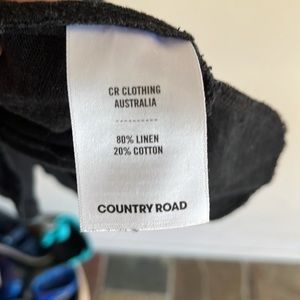 CR CLOTHING
AUSTRALIA
80% LINEN
20% COTTON
COUNTRY ROAD